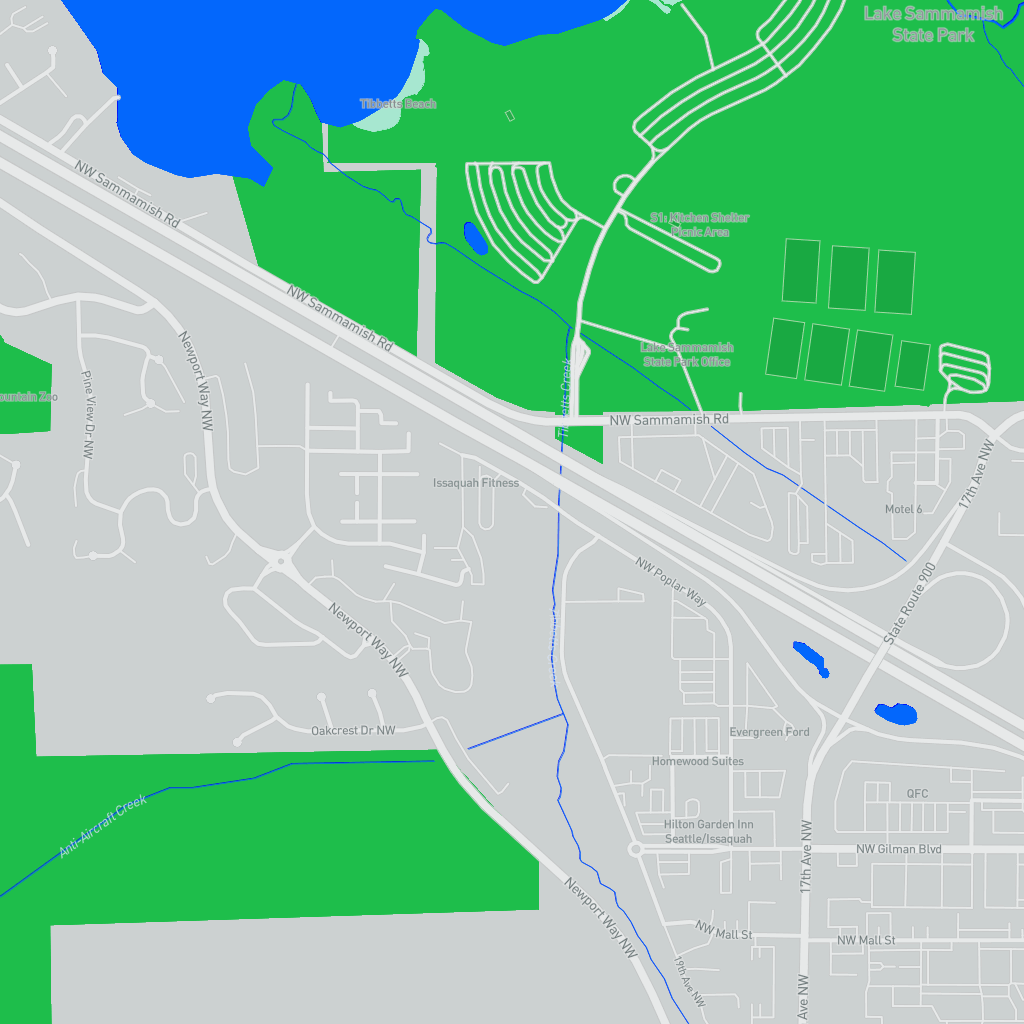 Lake Sammamish
State Park
Tibbetts Beach
NW Sammamish Rd
S1: Kitchen Shelter
Picnic Area
NW Sammamish Rd
Newport Way NW
Lake Sammamish
State Park Office
Tibbetts Creek
Pine View Dr NW
ountain Zoo
NW Sammamish Rd
17th Ave NW
Issaquah Fitness
Motel 6
NW Poplar Way
State Route 900
Newport Way NW
Oakcrest Dr NW
Evergreen Ford
Homewood Suites
QFC
Anti-Aircraft Creek
Hilton Garden Inn
Seattle/Issaquah
17th Ave NW
NW Gilman Blvd
Newport Way NW
NW Mall St
NW Mall St
19th Ave NW
Ave NW